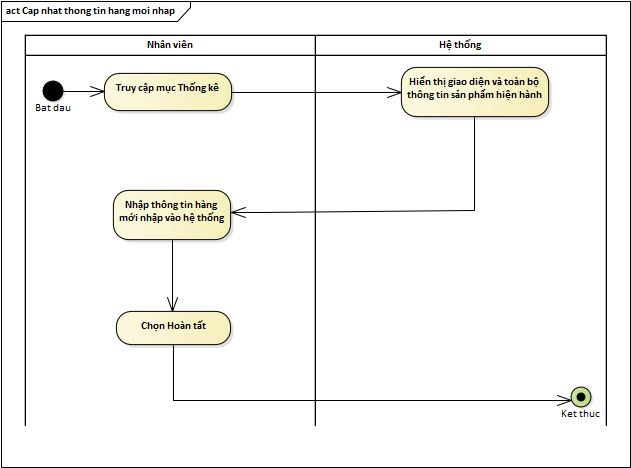 act Cap nhat thong tin hang moi nhap
Nhân viên
Hệ thống
Bat dau
Truy cập mục Thống kê
Hiển thị giao diện và toàn bộ
thông tin sản phẩm hiện hành
Nhập thông tin hàng
mới nhập vào hệ thống
Chọn Hoàn tất
Ket thuc